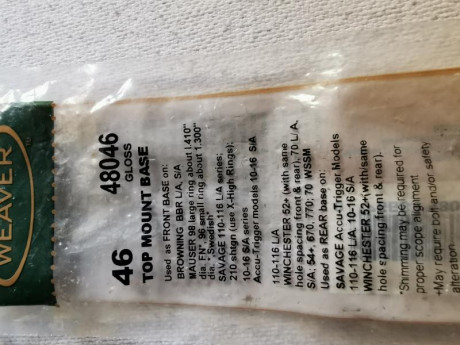 WEAVER
46 48046
GLOSS
TOP MOUNT BASE
Used as FRONT BASE on:
BROWNING BBR L/A, S/A
MAUSER 98 large ring about 1.410"
dia. FN* 96 small ring about 1.300"
dia. *Swedish*
SAVAGE 110-116 L/A series;
210 shtgn (use X-High Rings);
10-16 S/A series
Accu-Trigger models 10-16 S/A
110-116 L/A
WINCHESTER 52+ (with same
hole spacing front & rear), 70 L/A,
S/A; 54+, 670, 770; 70 WSSM
Used as REAR base on:
SAVAGE Accu-Trigger Models
110-116 L/A, 10-16 S/A
WINCHESTER 52+(with same
hole spacing front & rear).
*Shimming may be required for
proper scope alignment
+May require bolt and/or safety
alteration.